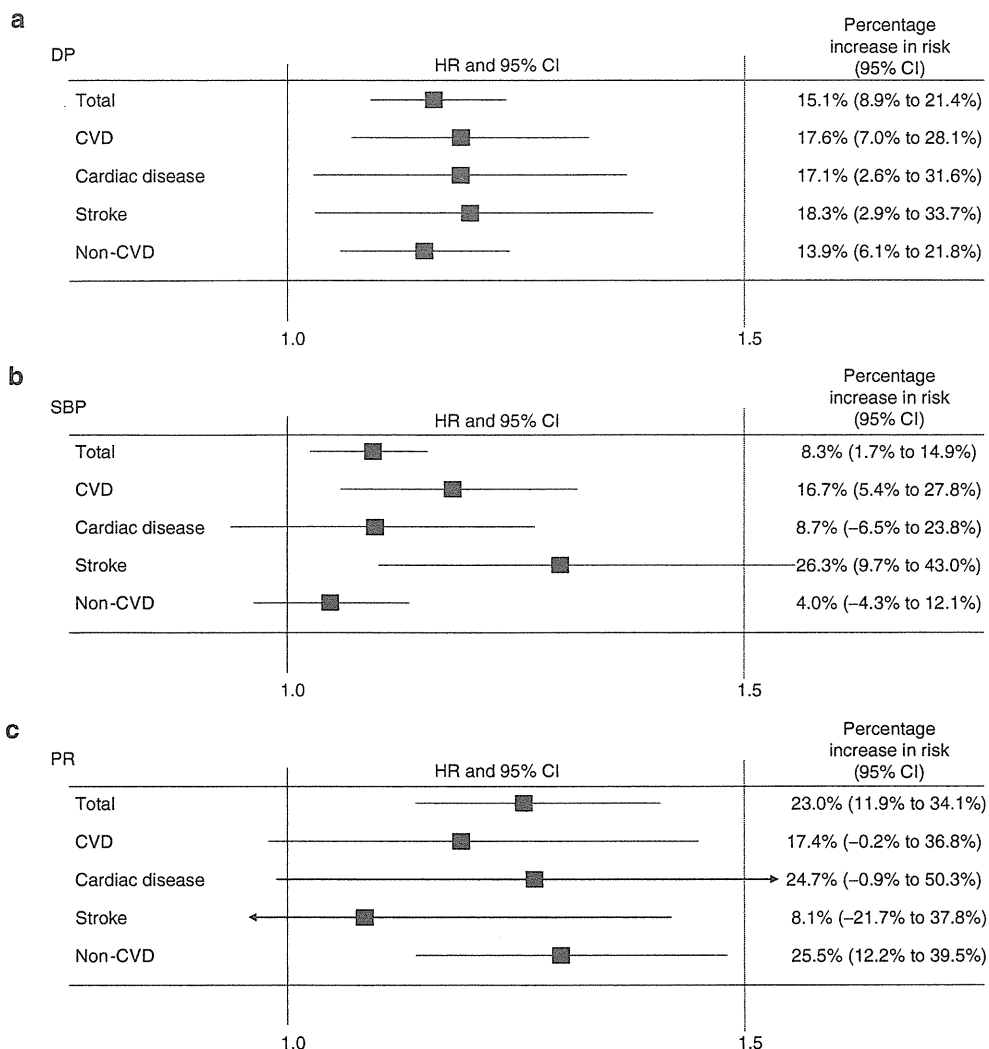 a
DP
HR and 95% CI
Percentage
increase in risk
(95% CI)
Total 15.1% (8.9% to 21.4%)
CVD 17.6% (7.0% to 28.1%)
Cardiac disease 17.1% (2.6% to 31.6%)
Stroke 18.3% (2.9% to 33.7%)
Non-CVD 13.9% (6.1% to 21.8%)
1.0 1.5
b
SBP
HR and 95% CI
Percentage
increase in risk
(95% CI)
Total 8.3% (1.7% to 14.9%)
CVD 16.7% (5.4% to 27.8%)
Cardiac disease 8.7% (–6.5% to 23.8%)
Stroke 26.3% (9.7% to 43.0%)
Non-CVD 4.0% (–4.3% to 12.1%)
1.0 1.5
c
PR
HR and 95% CI
Percentage
increase in risk
(95% CI)
Total 23.0% (11.9% to 34.1%)
CVD 17.4% (–0.2% to 36.8%)
Cardiac disease 24.7% (–0.9% to 50.3%)
Stroke 8.1% (–21.7% to 37.8%)
Non-CVD 25.5% (12.2% to 39.5%)
1.0 1.5